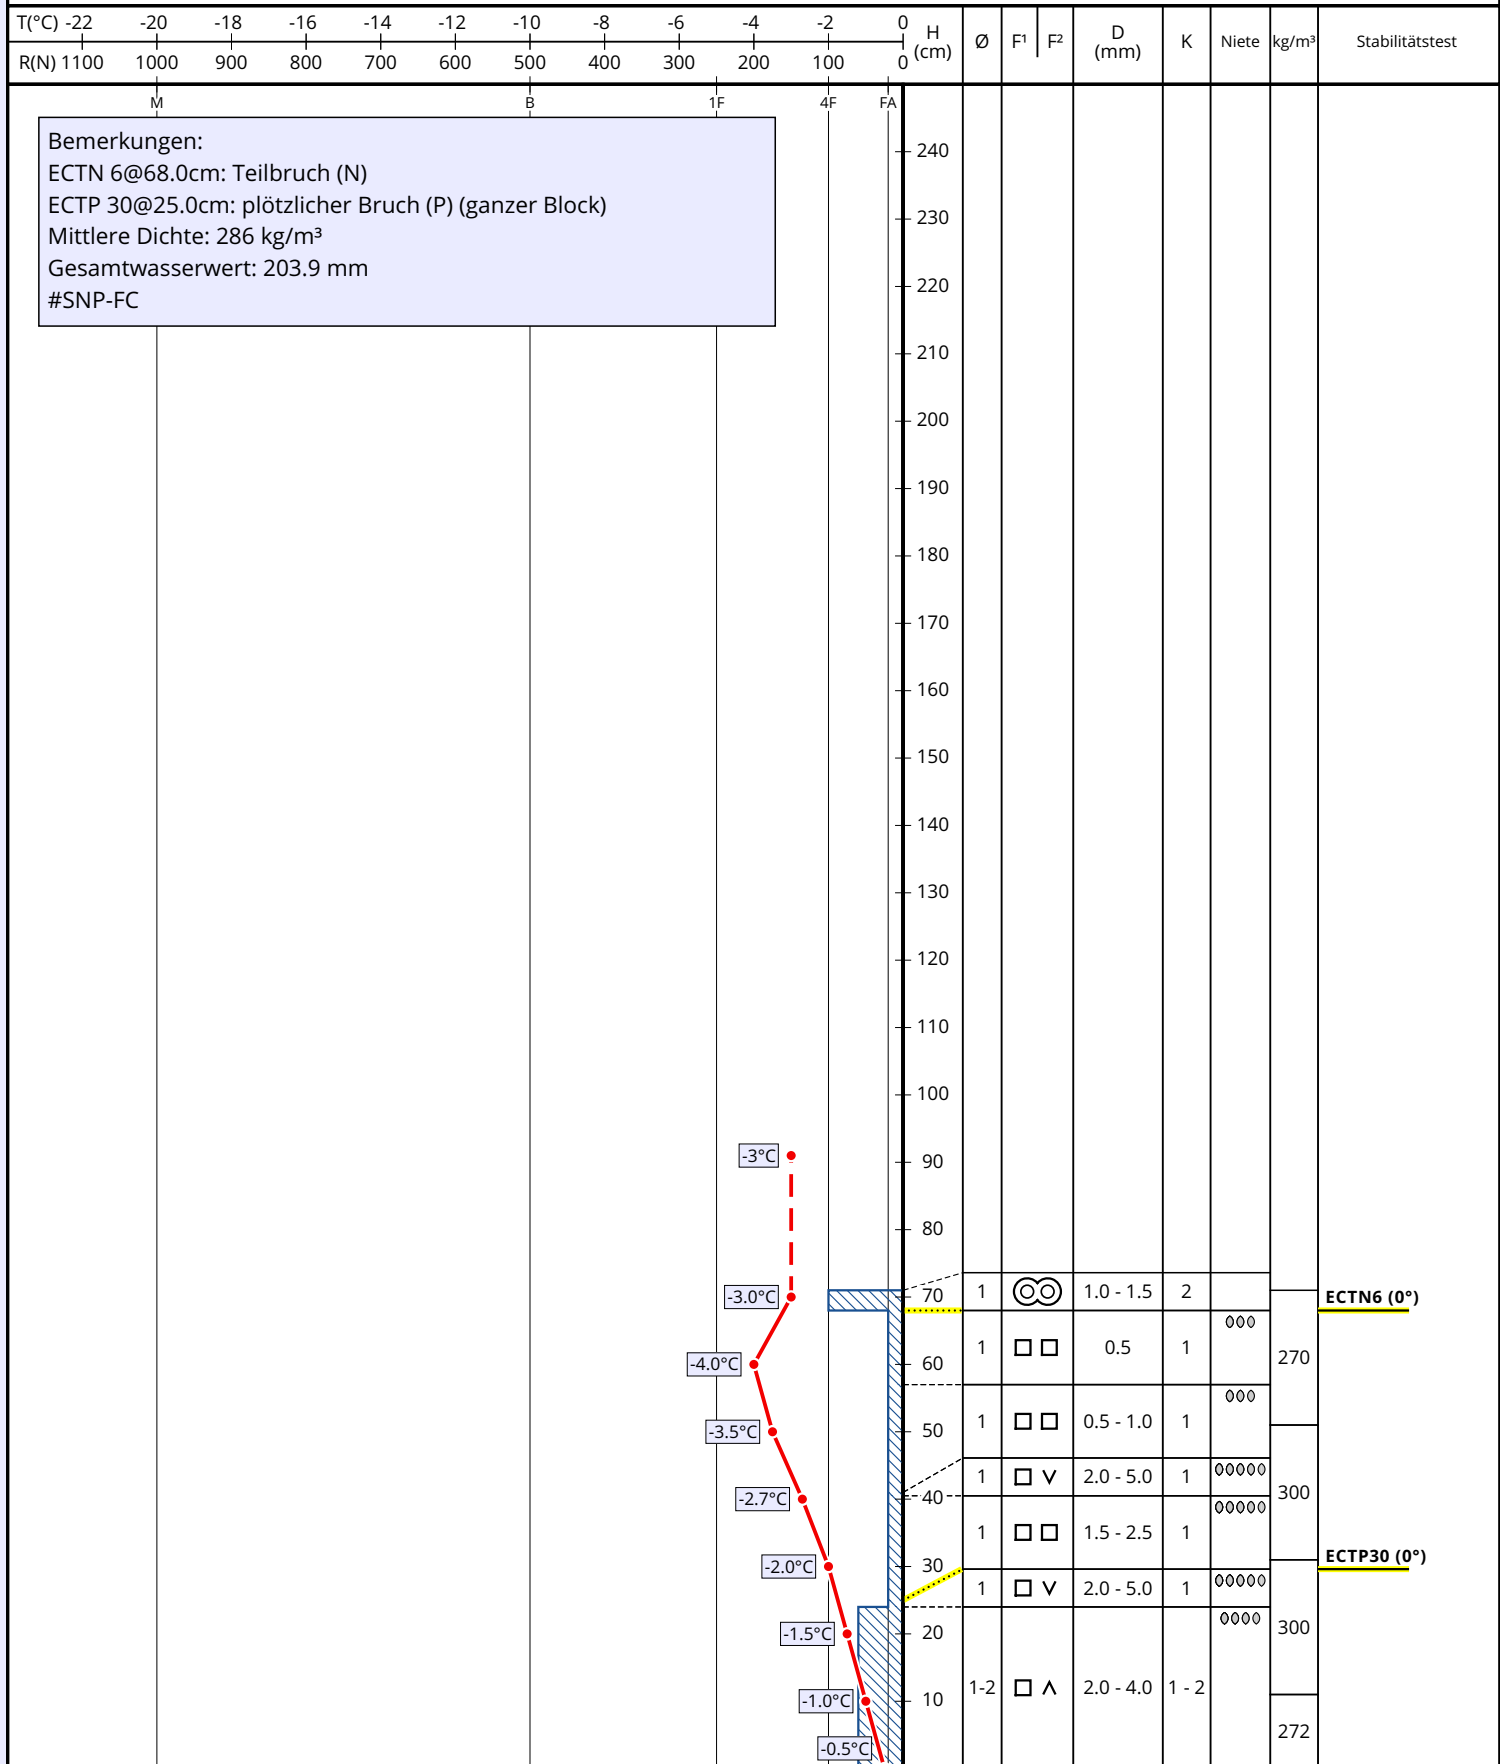 T(°C) -22 -20 -18 -16 -14 -12 -10 -8 -6 -4 -2 0
R(N) 1100 1000 900 800 700 600 500 400 300 200 100 0
H (cm) Ø F¹ F² D (mm) K Niete kg/m³ Stabilitätstest
M B 1F 4F FA
Bemerkungen:
ECTN 6@68.0cm: Teilbruch (N)
ECTP 30@25.0cm: plötzlicher Bruch (P) (ganzer Block)
Mittlere Dichte: 286 kg/m³
Gesamtwasserwert: 203.9 mm
#SNP-FC
240
230
220
210
200
190
180
170
160
150
140
130
120
110
100
-3°C 90
80
-3.0°C 70 1 1.0 - 1.5 2 ECTN6 (0°)
-4.0°C 60 1 0.5 1 270
-3.5°C 50 1 0.5 - 1.0 1
1 2.0 - 5.0 1
-2.7°C 40 300
1 1.5 - 2.5 1
-2.0°C 30 ECTP30 (0°)
1 2.0 - 5.0 1
-1.5°C 20 300
-1.0°C 10 1-2 2.0 - 4.0 1 - 2
-0.5°C 272